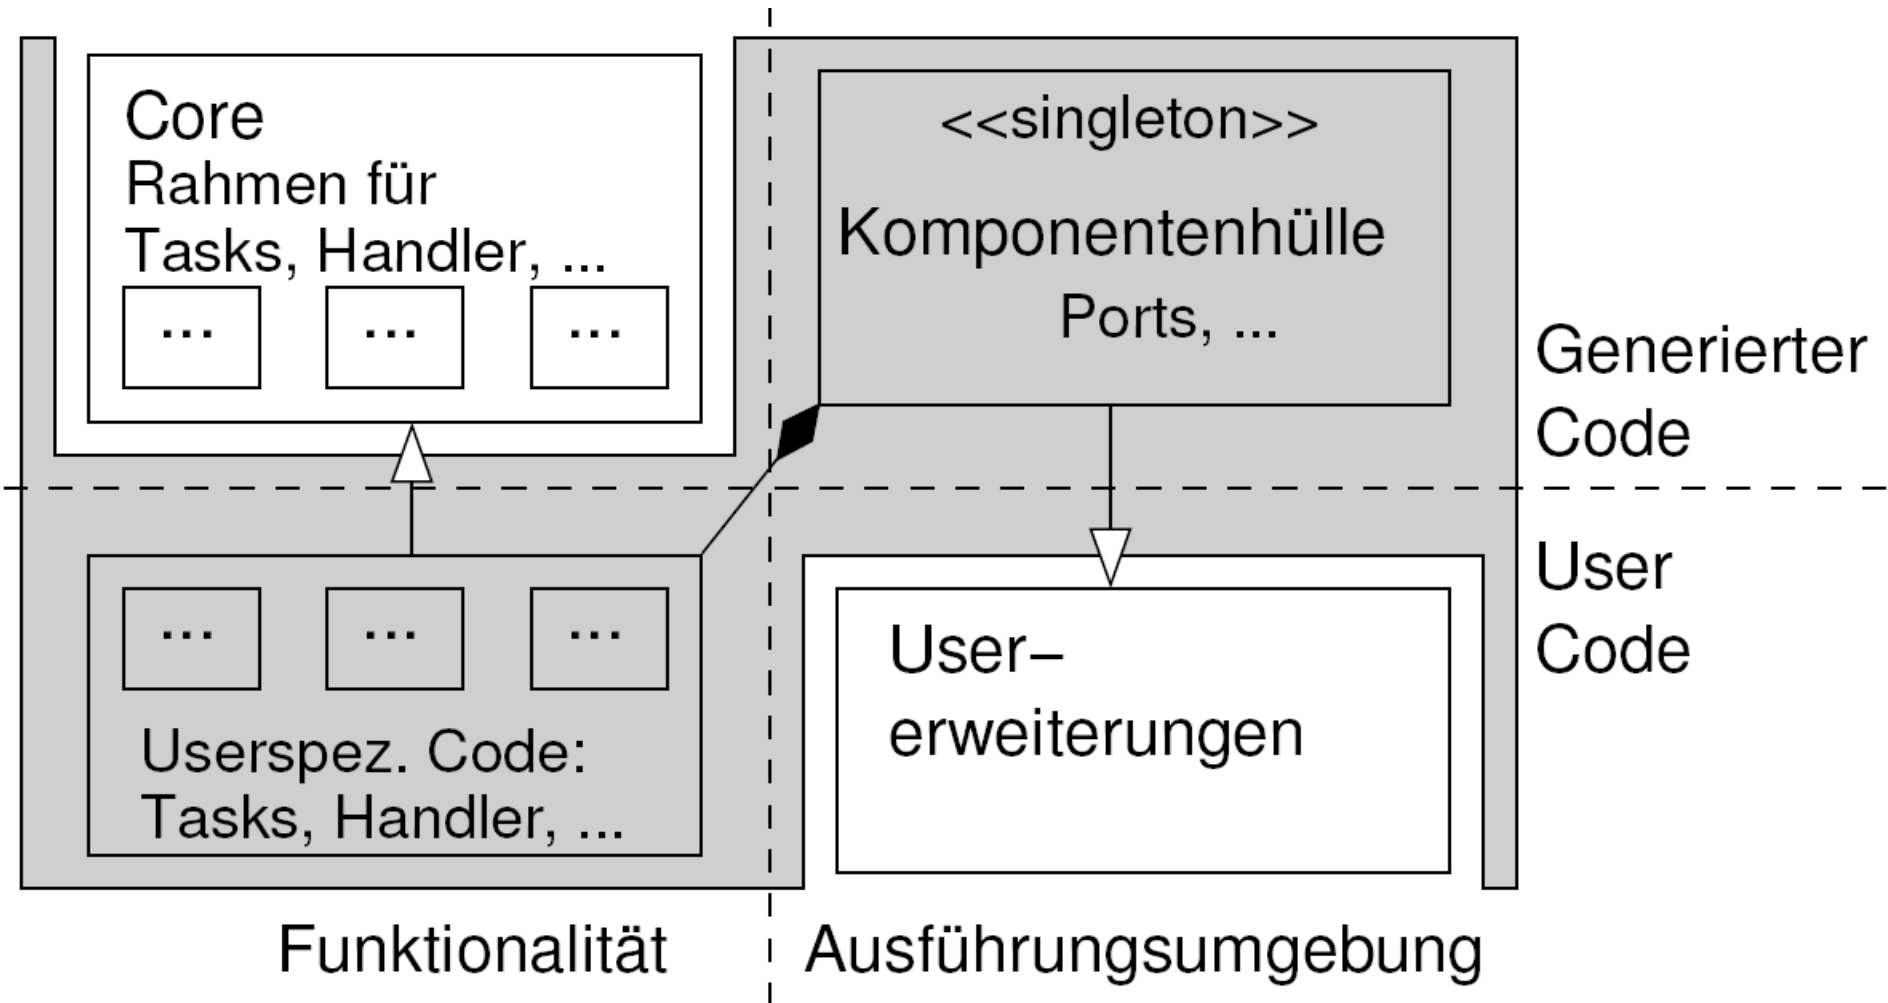 Core
Rahmen für
Tasks, Handler, ...
... ... ...
<<singleton>>
Komponentenhülle
Ports, ...
Generierter
Code
User
Code
... ... ...
Userspez. Code:
Tasks, Handler, ...
User–
erweiterungen
Funktionalität
Ausführungsumgebung